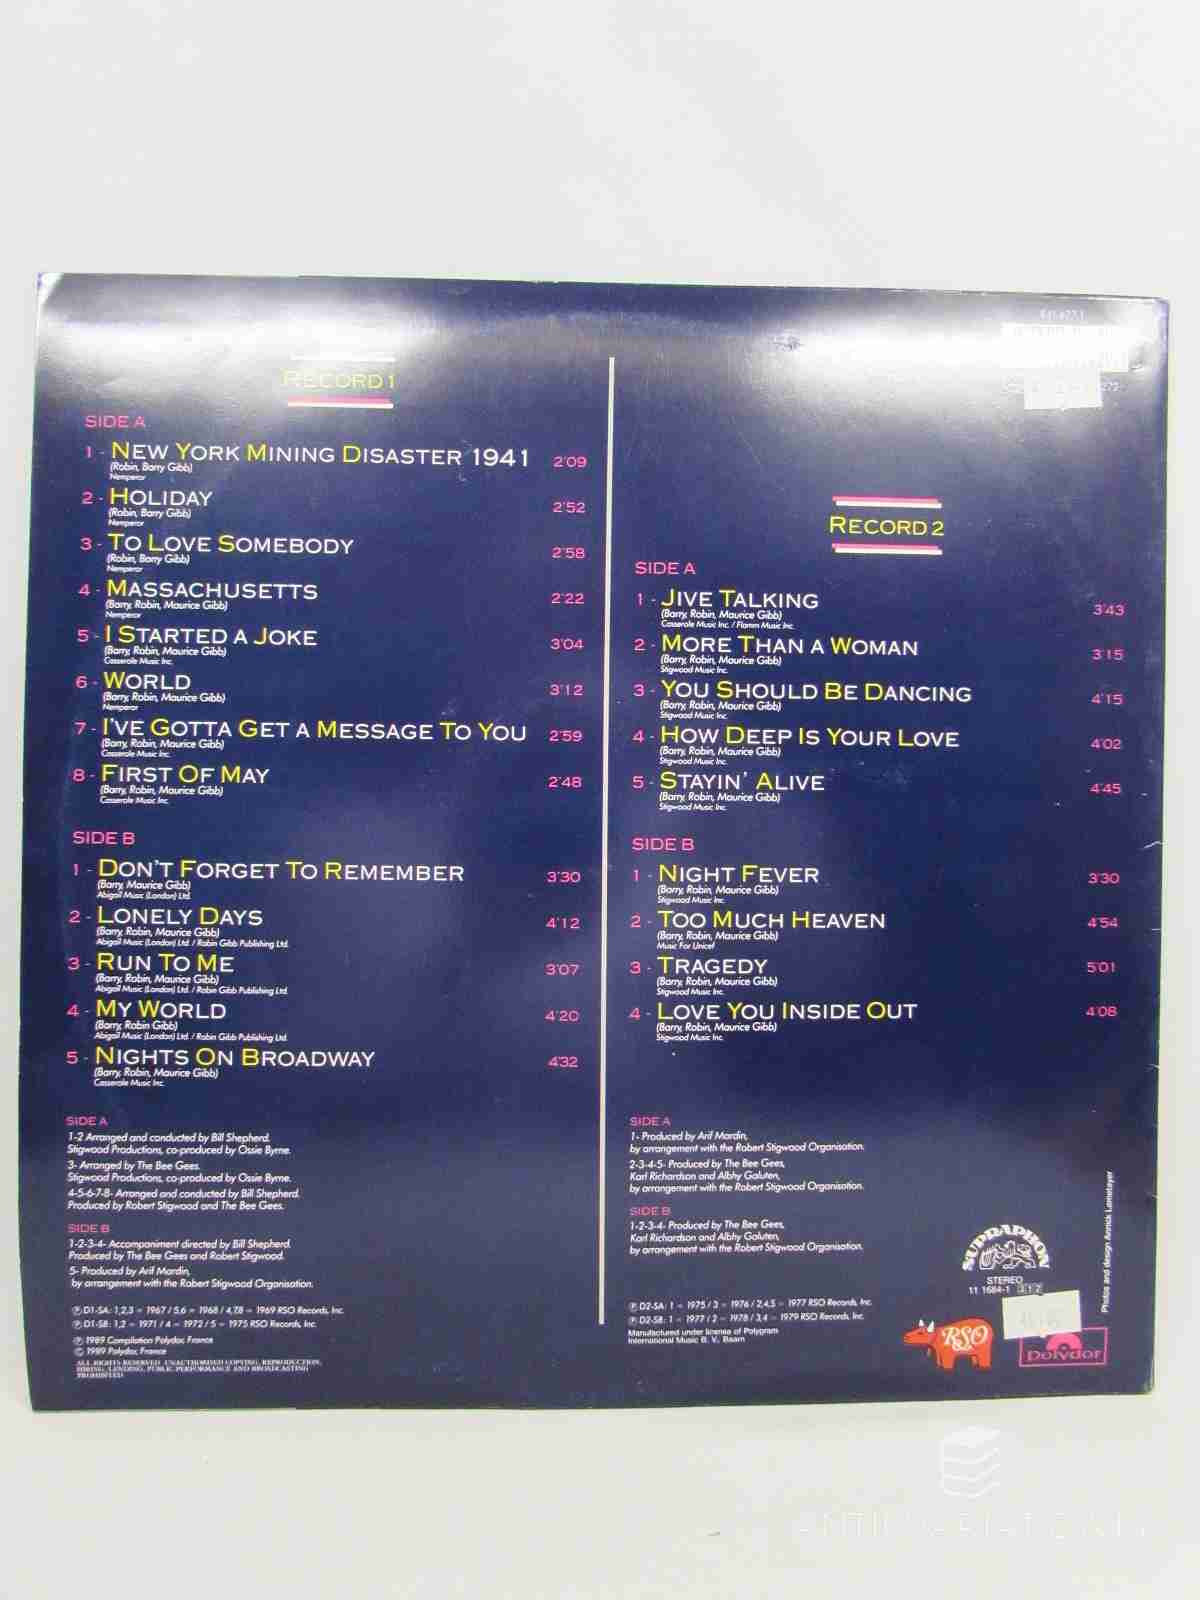 RECORD 1
SIDE A
1 - NEW YORK MINING DISASTER 1941 2'09
(Robin, Barry Gibb)
Nemperor
2 - HOLIDAY 2'52
(Robin, Barry Gibb)
Nemperor
3 - TO LOVE SOMEBODY 2'58
(Robin, Barry Gibb)
Nemperor
4 - MASSACHUSETTS 2'22
(Barry, Robin, Maurice Gibb)
Nemperor
5 - I STARTED A JOKE 3'04
(Barry, Robin, Maurice Gibb)
Casserole Music Inc.
6 - WORLD 3'12
(Barry, Robin, Maurice Gibb)
Nemperor
7 - I'VE GOTTA GET A MESSAGE TO YOU 2'59
(Barry, Robin, Maurice Gibb)
Casserole Music Inc.
8 - FIRST OF MAY 2'48
(Barry, Robin, Maurice Gibb)
Casserole Music Inc.
SIDE B
1 - DON'T FORGET TO REMEMBER 3'30
(Barry, Maurice Gibb)
Abigail Music (London) Ltd.
2 - LONELY DAYS 4'12
(Barry, Robin, Maurice Gibb)
Abigail Music (London) Ltd. / Robin Gibb Publishing Ltd.
3 - RUN TO ME 3'07
(Barry, Robin, Maurice Gibb)
Abigail Music (London) Ltd. / Robin Gibb Publishing Ltd.
4 - MY WORLD 4'20
(Barry, Robin Gibb)
Abigail Music (London) Ltd. / Robin Gibb Publishing Ltd.
5 - NIGHTS ON BROADWAY 4'32
(Barry, Robin, Maurice Gibb)
Casserole Music Inc.
SIDE A
1-2 Arranged and conducted by Bill Shepherd.
Stigwood Productions, co-produced by Ossie Byrne.
3- Arranged by The Bee Gees.
Stigwood Productions, co-produced by Ossie Byrne.
4-5-6-7-8- Arranged and conducted by Bill Shepherd.
Produced by Robert Stigwood and The Bee Gees.
SIDE B
1-2-3-4- Accompaniment directed by Bill Shepherd.
Produced by The Bee Gees and Robert Stigwood.
5- Produced by Arif Mardin,
by arrangement with the Robert Stigwood Organisation.
℗ D1-SA: 1,2,3 = 1967 / 5,6 = 1968 / 4,7,8 = 1969 RSO Records, Inc.
℗ D1-SB: 1,2 = 1971 / 4 = 1972 / 5 = 1975 RSO Records, Inc.
℗ 1989 Compilation Polydor, France
© 1989 Polydor, France
ALL RIGHTS RESERVED. UNAUTHORISED COPYING, REPRODUCTION,
HIRING, LENDING, PUBLIC PERFORMANCE AND BROADCASTING
PROHIBITED
RECORD 2
SIDE A
1 - JIVE TALKING 3'43
(Barry, Robin, Maurice Gibb)
Casserole Music Inc. / Flamm Music Inc.
2 - MORE THAN A WOMAN 3'15
(Barry, Robin, Maurice Gibb)
Stigwood Music Inc.
3 - YOU SHOULD BE DANCING 4'15
(Barry, Robin, Maurice Gibb)
Stigwood Music Inc.
4 - HOW DEEP IS YOUR LOVE 4'02
(Barry, Robin, Maurice Gibb)
Stigwood Music Inc.
5 - STAYIN' ALIVE 4'45
(Barry, Robin, Maurice Gibb)
Stigwood Music Inc.
SIDE B
1 - NIGHT FEVER 3'30
(Barry, Robin, Maurice Gibb)
Stigwood Music Inc.
2 - TOO MUCH HEAVEN 4'54
(Barry, Robin, Maurice Gibb)
Music For Unicef
3 - TRAGEDY 5'01
(Barry, Robin, Maurice Gibb)
Stigwood Music Inc.
4 - LOVE YOU INSIDE OUT 4'08
(Barry, Robin, Maurice Gibb)
Stigwood Music Inc.
SIDE A
1- Produced by Arif Mardin,
by arrangement with the Robert Stigwood Organisation.
2-3-4-5- Produced by The Bee Gees,
Karl Richardson and Albhy Galuten,
by arrangement with the Robert Stigwood Organisation.
SIDE B
1-2-3-4- Produced by The Bee Gees,
Karl Richardson and Albhy Galuten,
by arrangement with the Robert Stigwood Organisation.
℗ D2-SA: 1 = 1975 / 3 = 1976 / 2,4,5 = 1977 RSO Records, Inc.
℗ D2-SB: 1 = 1977 / 2 = 1978 / 3,4 = 1979 RSO Records, Inc.
Manufactured under license of Polygram
International Music B. V., Baarn
SUPRAPHON
STEREO
11 1684-1 312
RSO
Polydor
Photos and design Annick Lemetayer